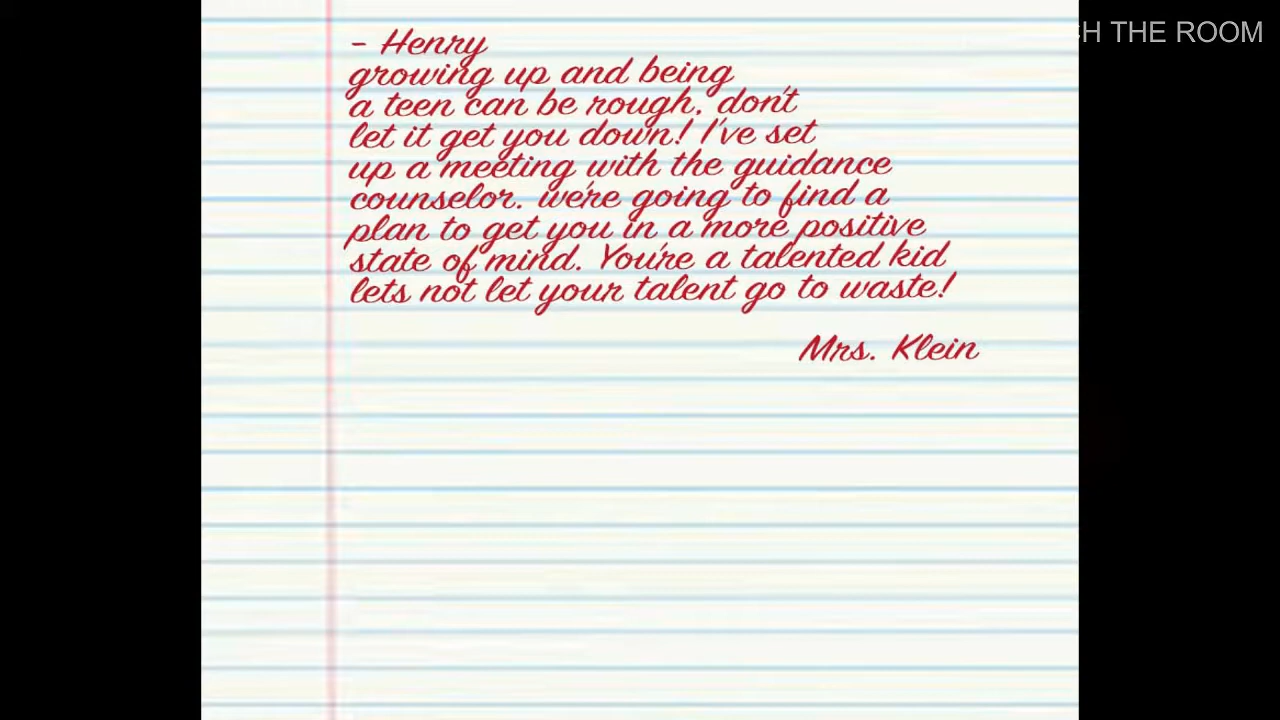 - Henry
growing up and being
a teen can be rough, don't
let it get you down! I've set
up a meeting with the guidance
counselor. we're going to find a
plan to get you in a more positive
state of mind. You're a talented kid
lets not let your talent go to waste!
Mrs. Klein
THE ROOM